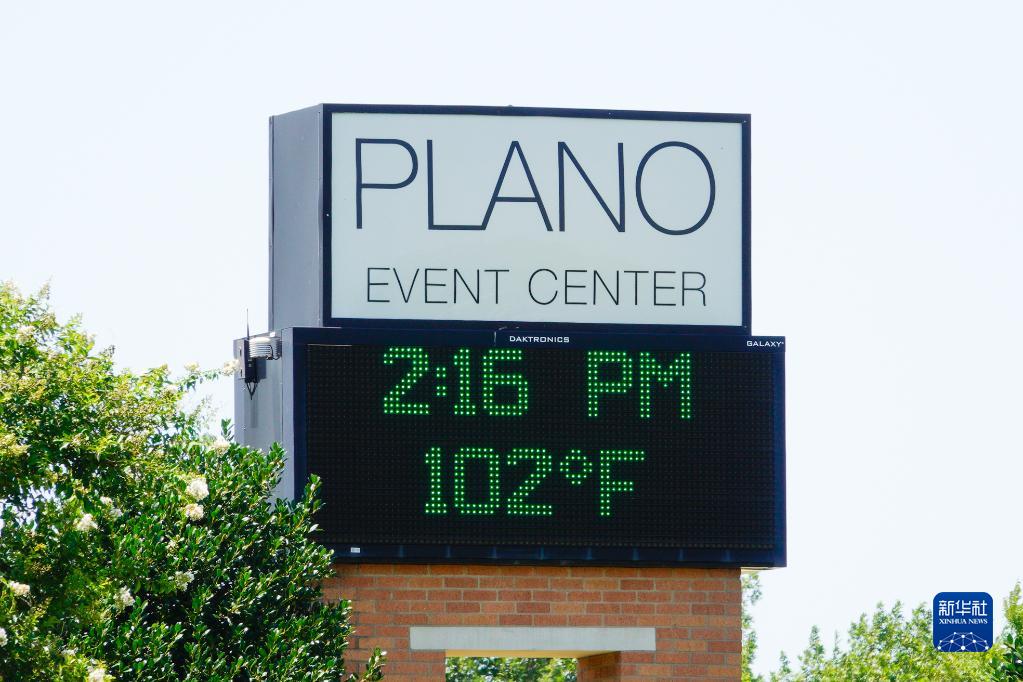 PLANO
EVENT CENTER
DAKTRONICS
GALAXY
2:16 PM
102°F
新华社
XINHUA NEWS